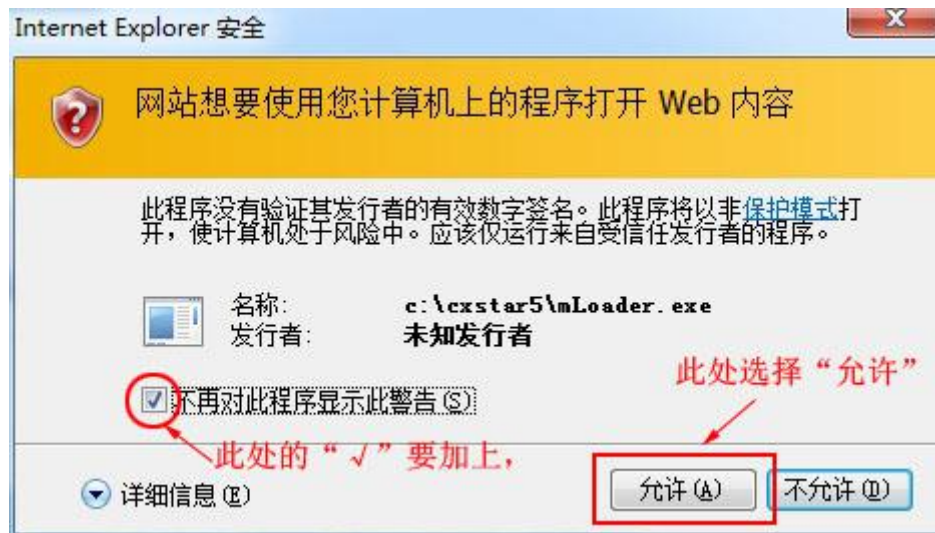 Internet Explorer 安全
网站想要使用您计算机上的程序打开 Web 内容
此程序没有验证其发行者的有效数字签名。此程序将以非保护模式打
开，使计算机处于风险中。应该仅运行来自受信任发行者的程序。
名称: c:\cxstar5\mLoader.exe
发行者: 未知发行者
此处选择“允许”
不再对此程序显示此警告(S)
此处的“√”要加上，
详细信息(E)
允许(A)
不允许(D)